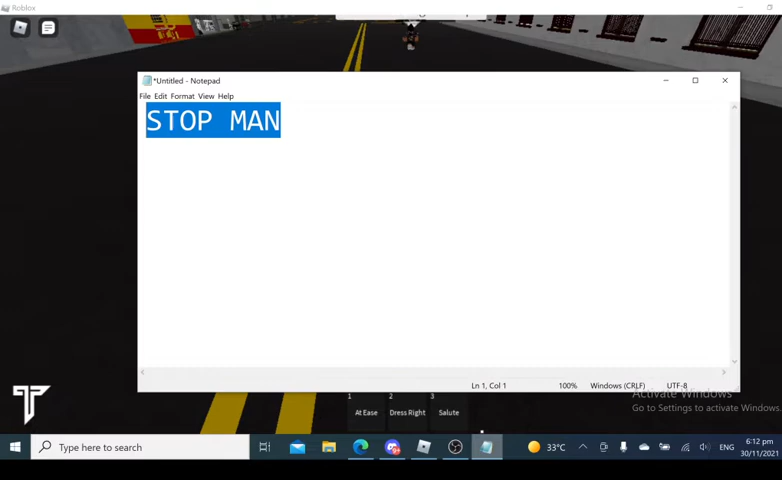 Roblox
*Untitled - Notepad
File Edit Format View Help
STOP MAN
Ln 1, Col 1 100% Windows (CRLF) UTF-8
Activate Windows
Go to Settings to activate Windows.
1 2 3
At Ease Dress Right Salute
Type here to search
33°C ENG 6:12 pm
30/11/2021